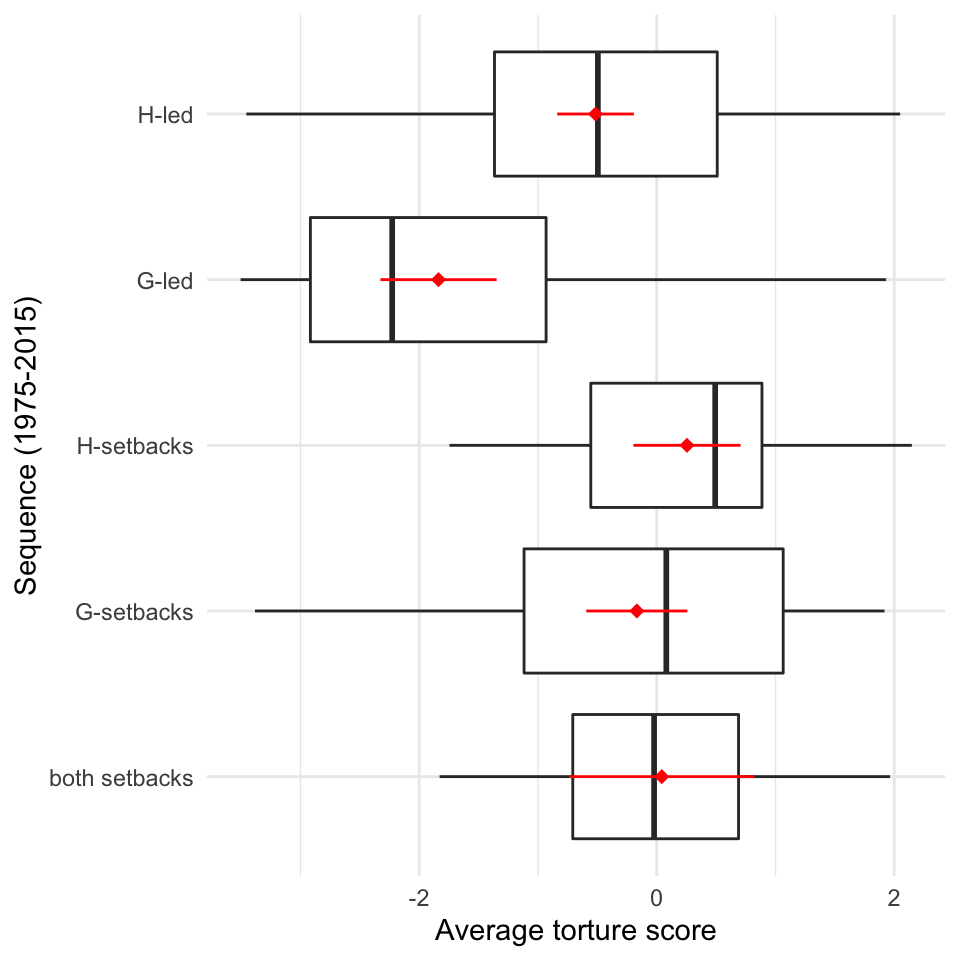 Sequence (1975-2015)
H-led
G-led
H-setbacks
G-setbacks
both setbacks
-2 0 2
Average torture score